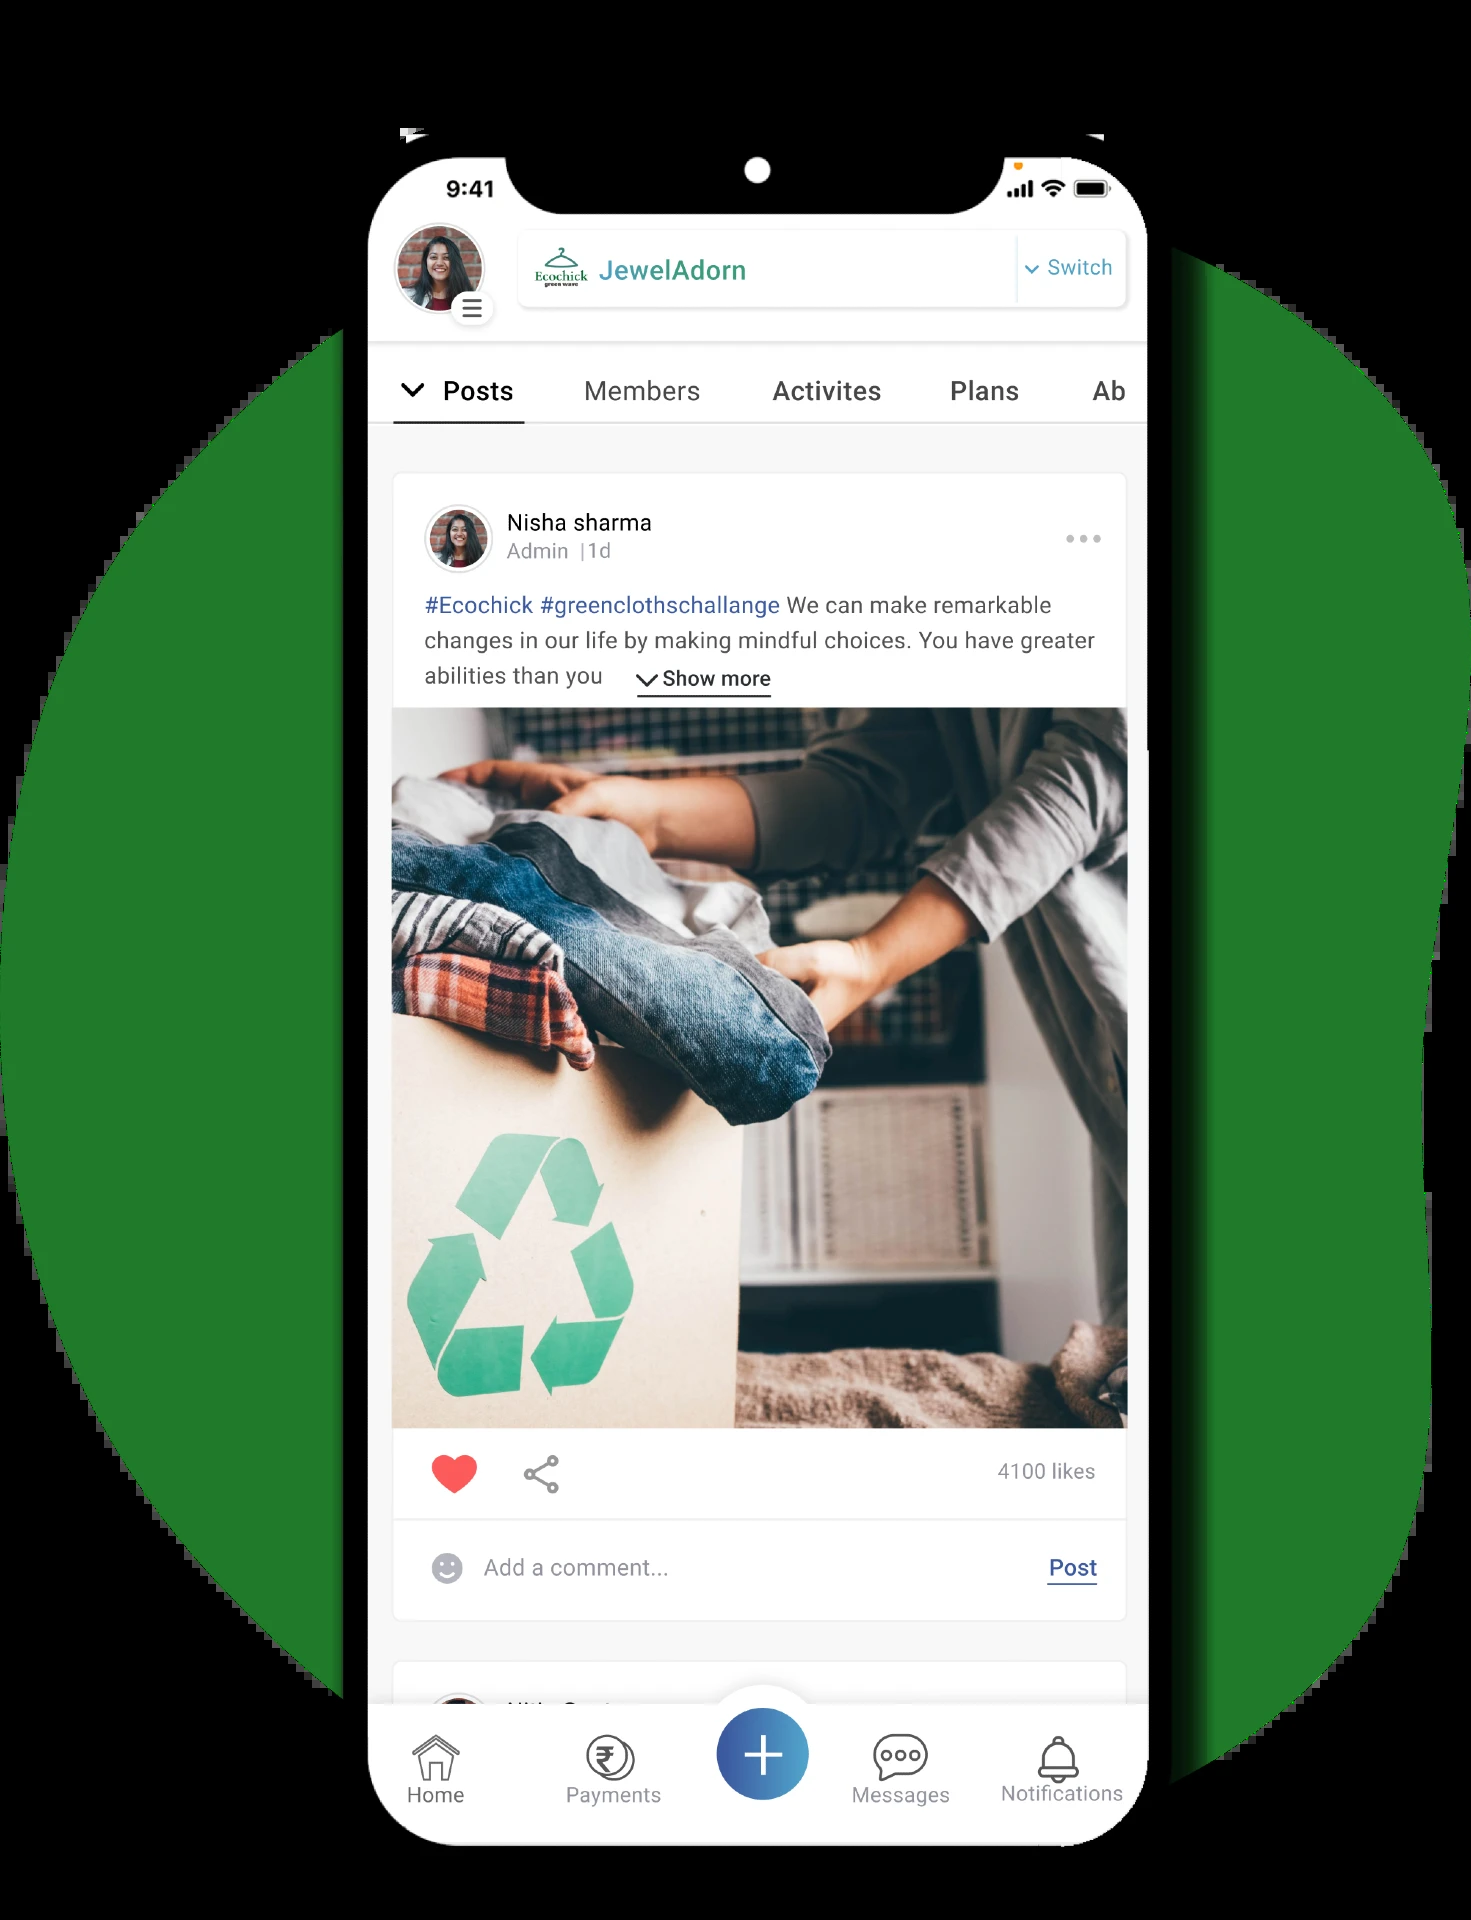 9:41
Ecochick
green wave
JewelAdorn
Switch
Posts Members Activites Plans Ab
Nisha sharma
Admin |1d
#Ecochick #greenclothschallange We can make remarkable
changes in our life by making mindful choices. You have greater
abilities than you Show more
4100 likes
Add a comment... Post
Home Payments Messages Notifications